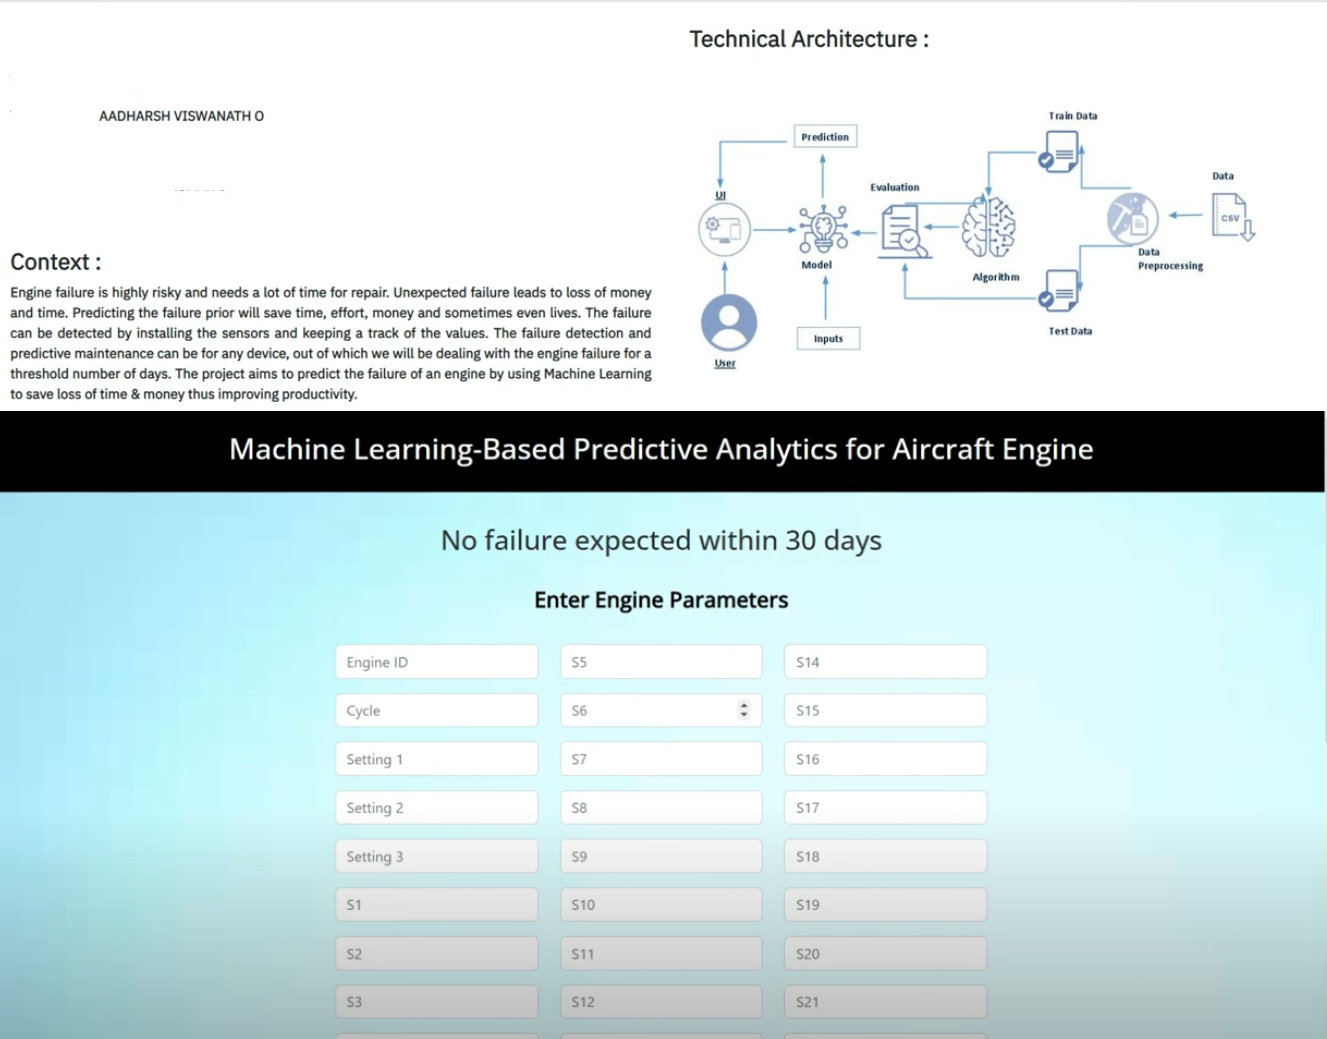 AADHARSH VISWANATH O
Context :
Engine failure is highly risky and needs a lot of time for repair. Unexpected failure leads to loss of money
and time. Predicting the failure prior will save time, effort, money and sometimes even lives. The failure
can be detected by installing the sensors and keeping a track of the values. The failure detection and
predictive maintenance can be for any device, out of which we will be dealing with the engine failure for a
threshold number of days. The project aims to predict the failure of an engine by using Machine Learning
to save loss of time & money thus improving productivity.
Technical Architecture :
Train Data
Prediction
Data
UI
Evaluation
CSV
Data
Preprocessing
Model
Algorithm
Test Data
Inputs
User
Machine Learning-Based Predictive Analytics for Aircraft Engine
No failure expected within 30 days
Enter Engine Parameters
Engine ID
S5
S14
Cycle
S6
S15
Setting 1
S7
S16
Setting 2
S8
S17
Setting 3
S9
S18
S1
S10
S19
S2
S11
S20
S3
S12
S21